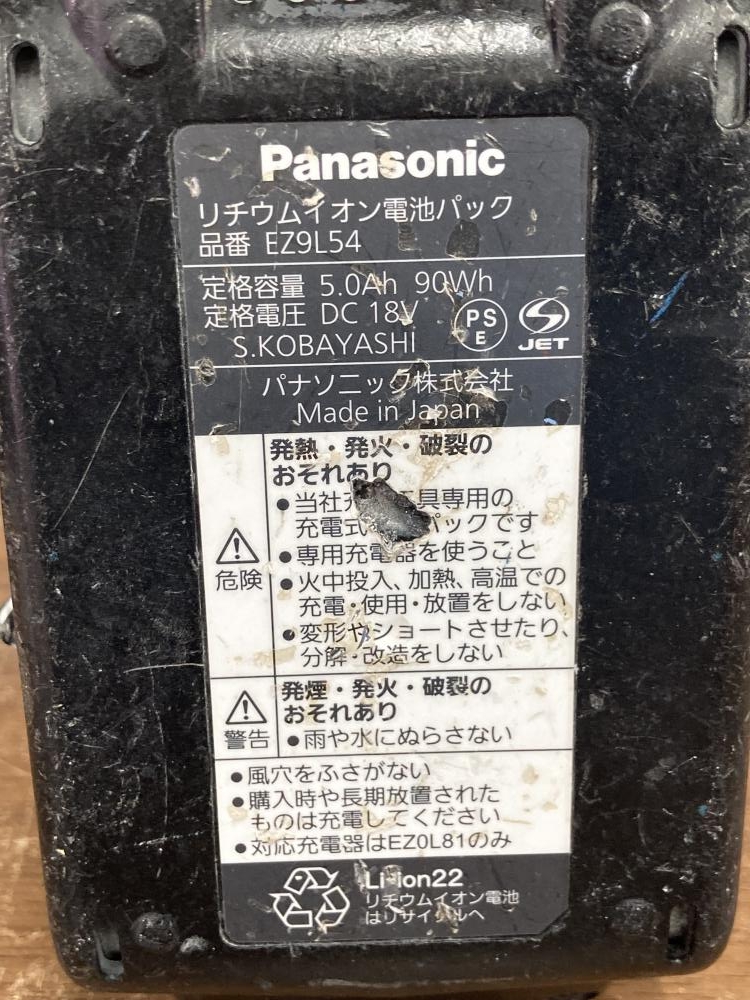 Panasonic
リチウムイオン電池パック
品番 EZ9L54
定格容量 5.0Ah 90Wh
定格電圧 DC 18V
PS
E
JET
S.KOBAYASHI
パナソニック株式会社
Made in Japan
発熱・発火・破裂の
おそれあり
●当社 具専用の
充電式 パックです
●専用充電器を使うこと
危険
●火中投入、加熱、高温での
充電・使用・放置をしない
●変形やショートさせたり、
分解・改造をしない
発煙・発火・破裂の
おそれあり
警告
●雨や水にぬらさない
●風穴をふさがない
●購入時や長期放置された
ものは充電してください
●対応充電器はEZ0L81のみ
Li-ion22
リチウムイオン電池
はリサイクルへ